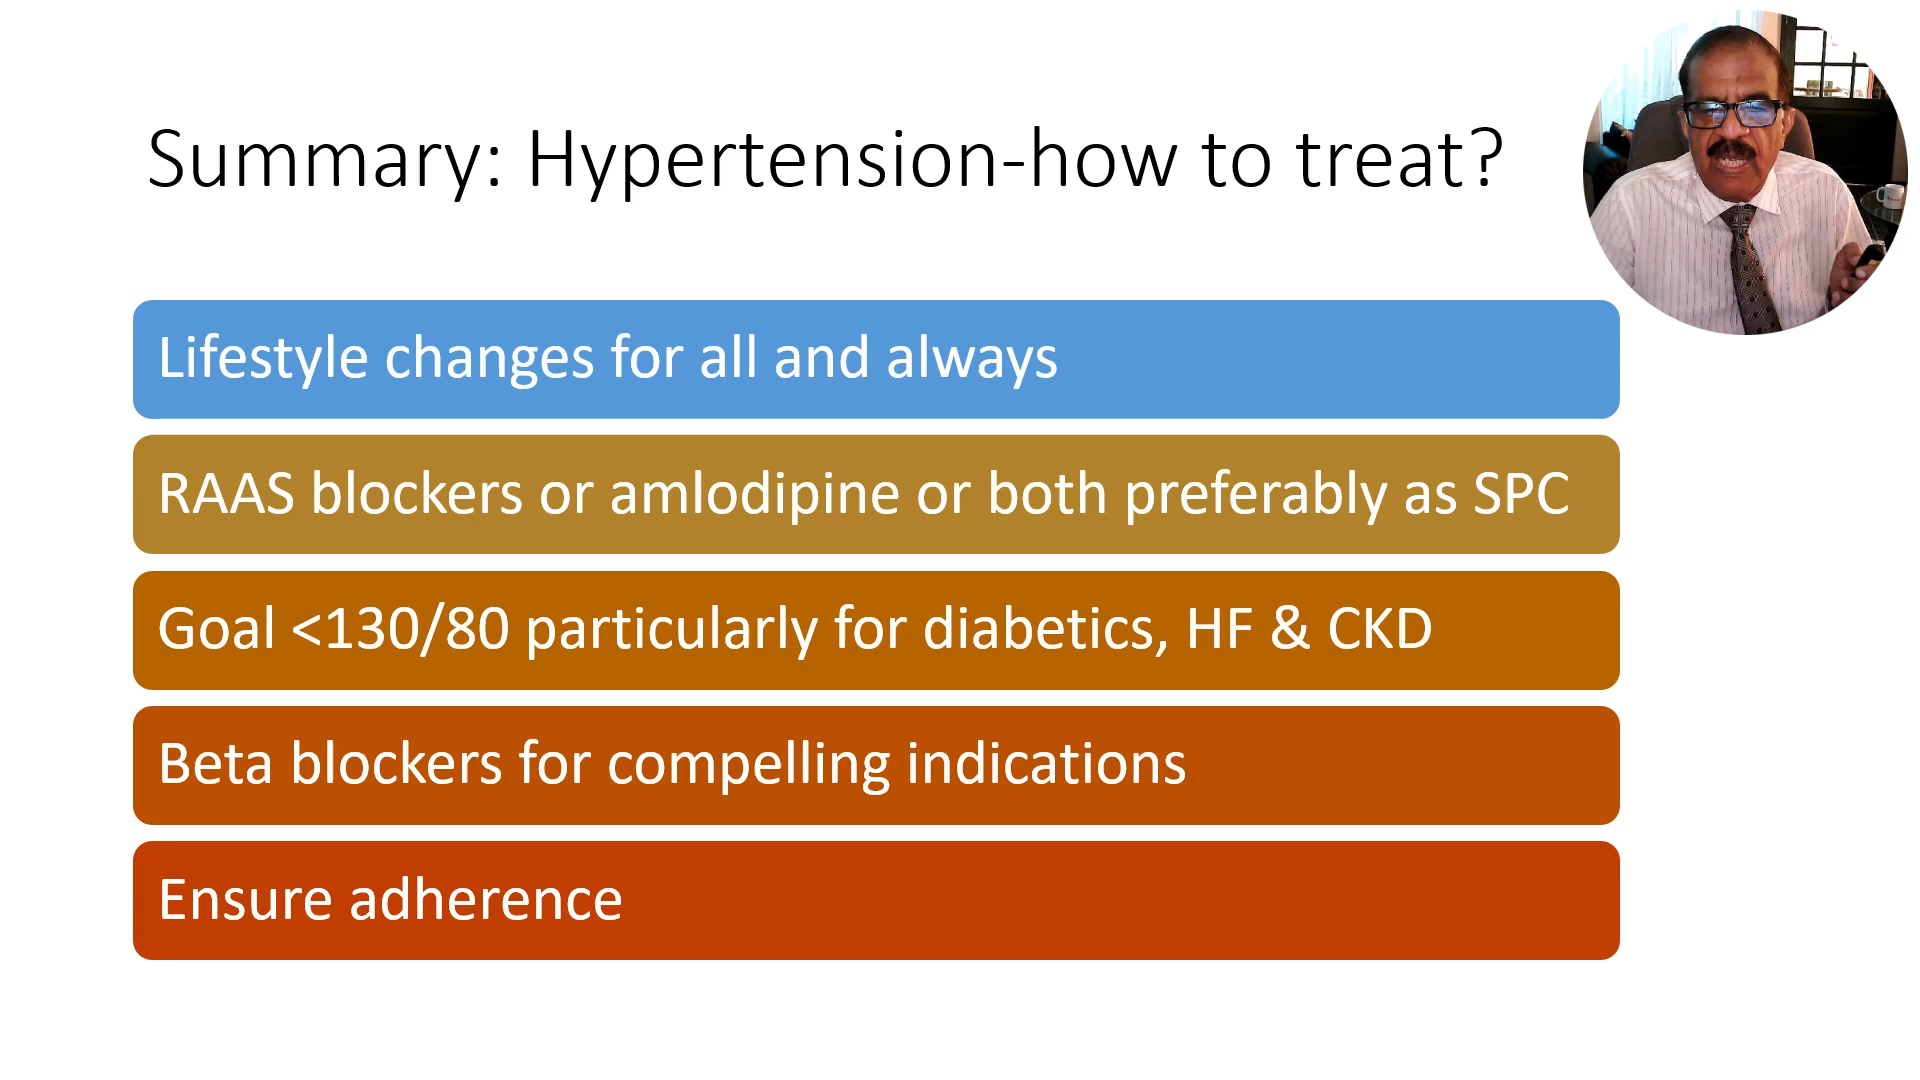 Summary: Hypertension-how to treat?
Lifestyle changes for all and always
RAAS blockers or amlodipine or both preferably as SPC
Goal <130/80 particularly for diabetics, HF & CKD
Beta blockers for compelling indications
Ensure adherence